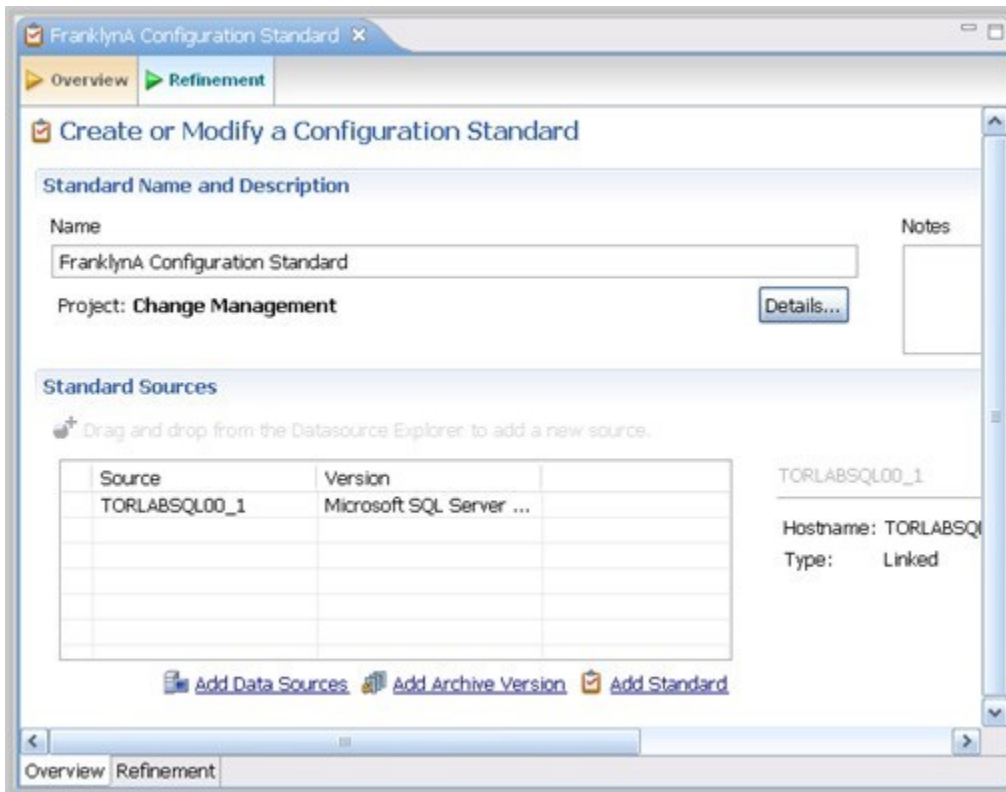 FranklynA Configuration Standard
Overview Refinement
Create or Modify a Configuration Standard
Standard Name and Description
Name Notes
FranklynA Configuration Standard
Project: Change Management Details...
Standard Sources
Drag and drop from the Datasource Explorer to add a new source.
Source Version
TORLABSQL00_1 Microsoft SQL Server ...
TORLABSQL00_1
Hostname: TORLABSQL
Type: Linked
Add Data Sources Add Archive Version Add Standard
Overview Refinement